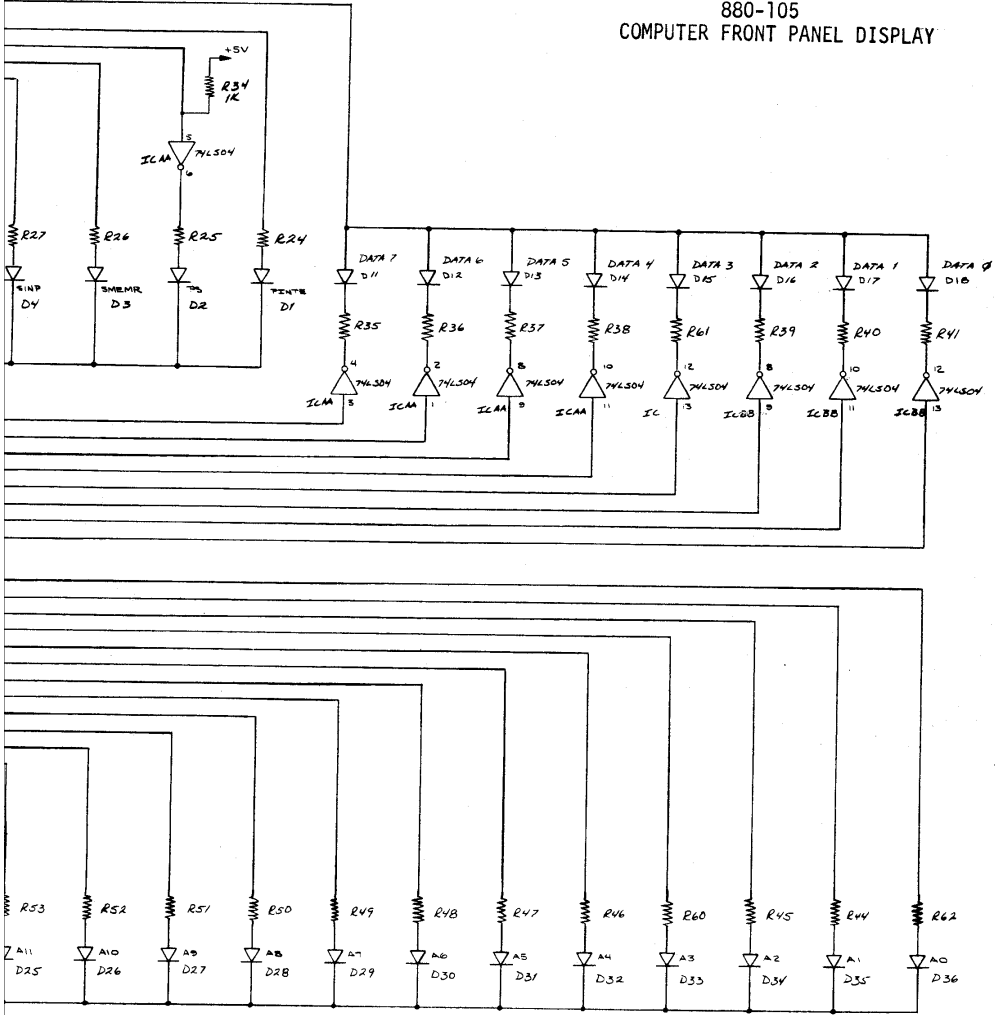 880-105
COMPUTER FRONT PANEL DISPLAY
+5V
R34
1K
5
ICAA 74LS04
6
R27 R26 R25 R24
SINP SMEMR PS PINTE
D4 D3 D2 D1
DATA 7 DATA 6 DATA 5 DATA 4 DATA 3 DATA 2 DATA 1 DATA Ø
D11 D12 D13 D14 D15 D16 D17 D18
R35 R36 R37 R38 R61 R39 R40 R41
4 2 8 10 12 8 10 12
74LS04 74LS04 74LS04 74LS04 74LS04 74LS04 74LS04 74LS04
ICAA 3 ICAA 1 ICAA 9 ICAA 11 IC 13 ICBB 9 ICBB 11 ICBB 13
R53 R52 R51 R50 R49 R48 R47 R46 R60 R45 R44 R62
A11 A10 A9 A8 A7 A6 A5 A4 A3 A2 A1 A0
D25 D26 D27 D28 D29 D30 D31 D32 D33 D34 D35 D36